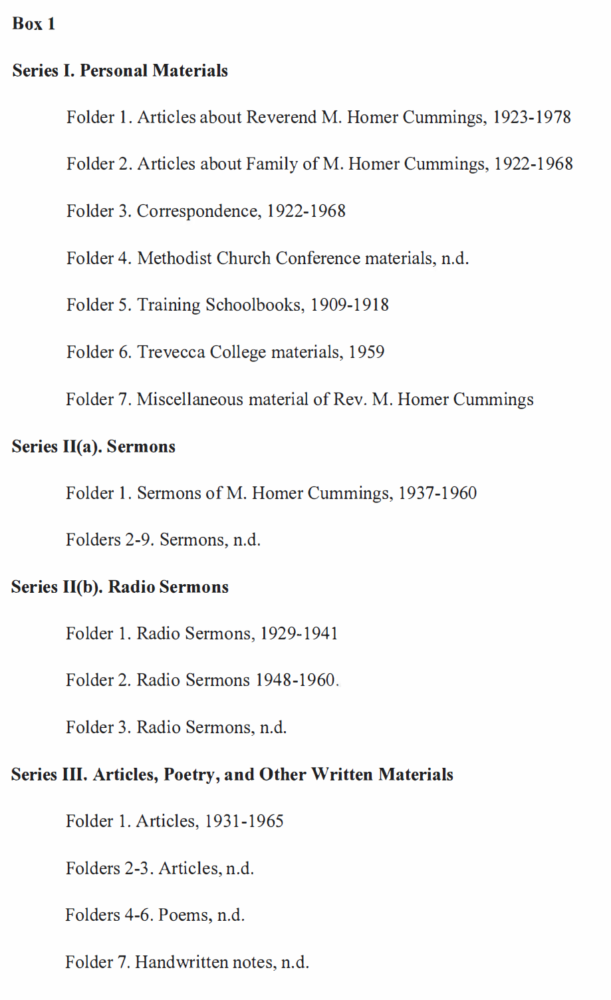 Box 1
Series I. Personal Materials
Folder 1. Articles about Reverend M. Homer Cummings, 1923-1978
Folder 2. Articles about Family of M. Homer Cummings, 1922-1968
Folder 3. Correspondence, 1922-1968
Folder 4. Methodist Church Conference materials, n.d.
Folder 5. Training Schoolbooks, 1909-1918
Folder 6. Trevecca College materials, 1959
Folder 7. Miscellaneous material of Rev. M. Homer Cummings
Series II(a). Sermons
Folder 1. Sermons of M. Homer Cummings, 1937-1960
Folders 2-9. Sermons, n.d.
Series II(b). Radio Sermons
Folder 1. Radio Sermons, 1929-1941
Folder 2. Radio Sermons 1948-1960.
Folder 3. Radio Sermons, n.d.
Series III. Articles, Poetry, and Other Written Materials
Folder 1. Articles, 1931-1965
Folders 2-3. Articles, n.d.
Folders 4-6. Poems, n.d.
Folder 7. Handwritten notes, n.d.